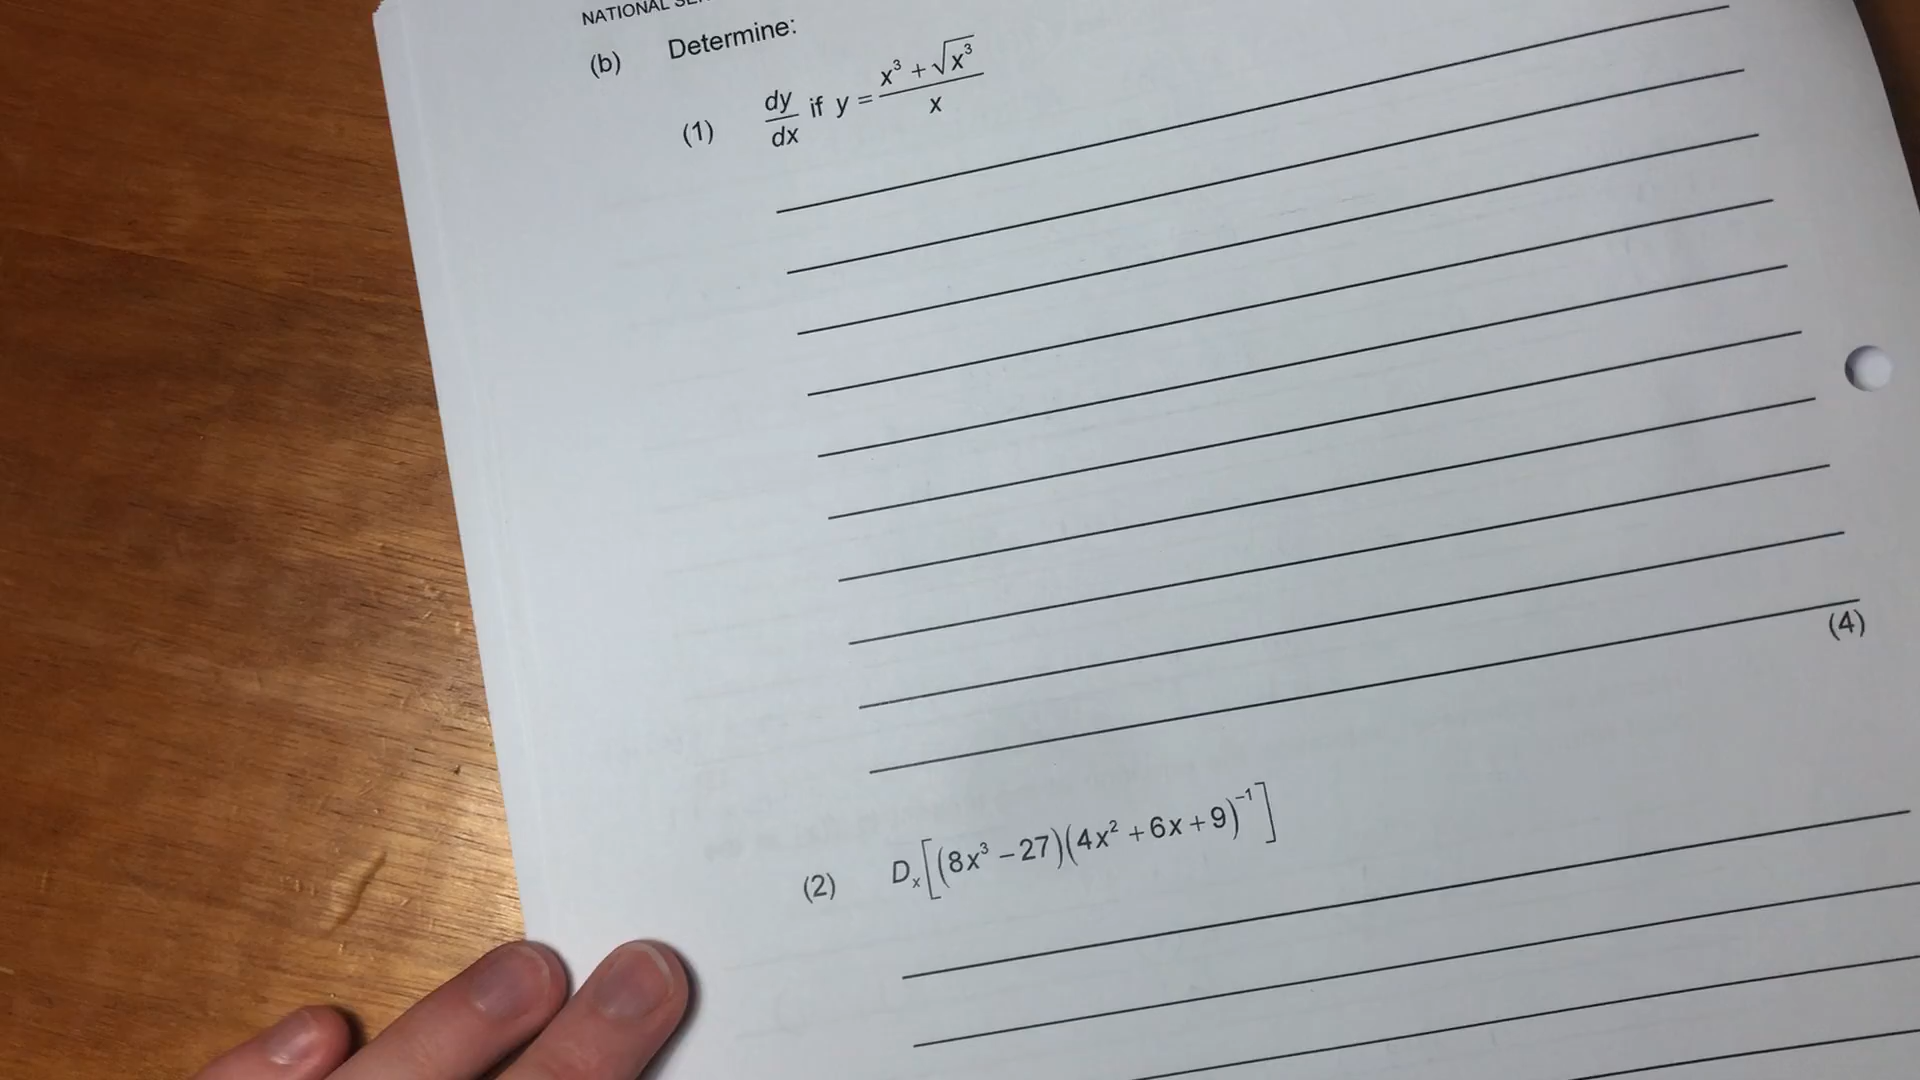 NATIONAL
(b) Determine:
(1) dy/dx if y = (x³ + √x³)/x
(4)
(2) Dₓ[(8x³ − 27)(4x² + 6x + 9)⁻¹]